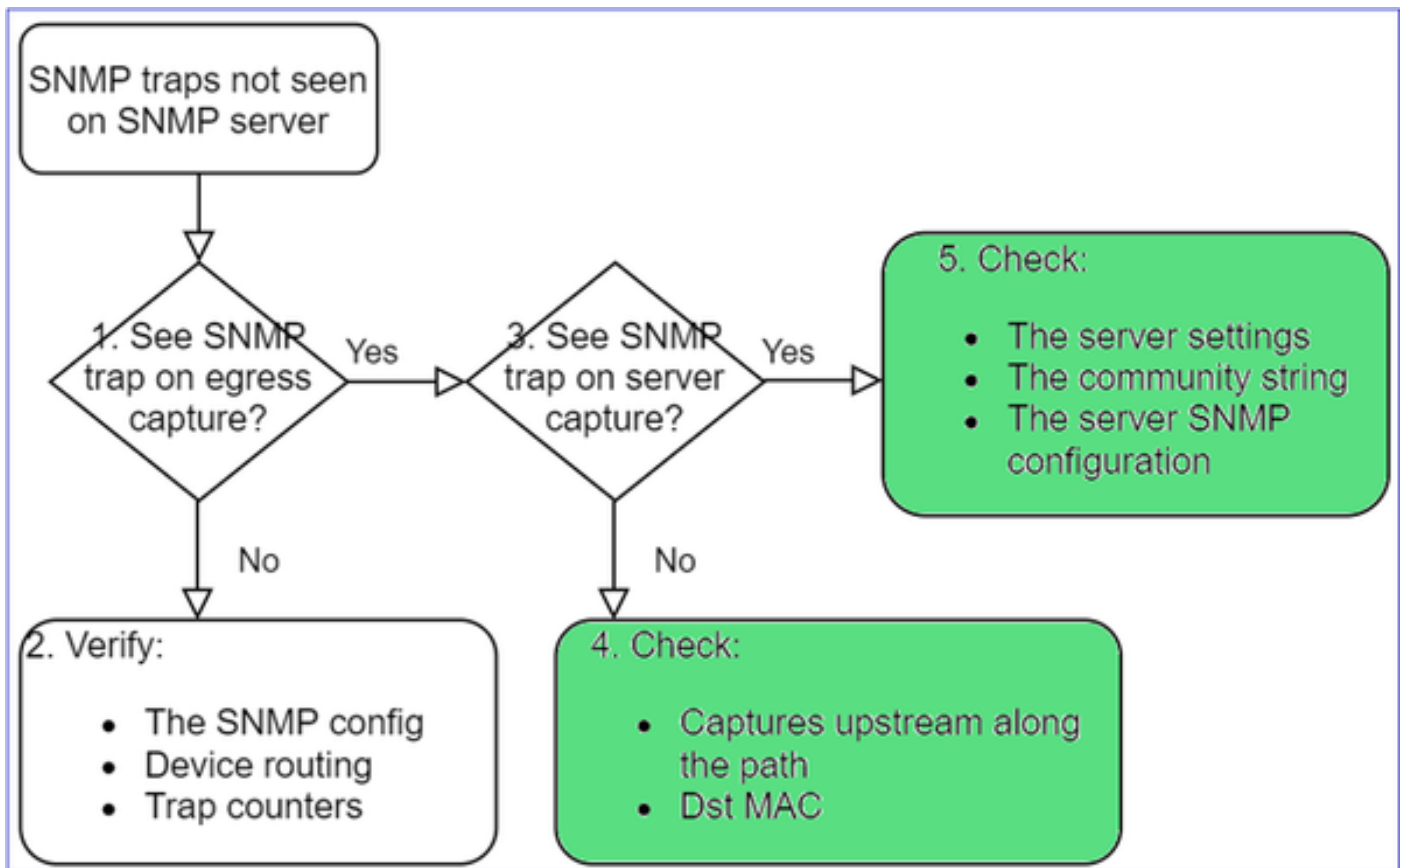 SNMP traps not seen
on SNMP server
1. See SNMP
trap on egress
capture?
Yes
3. See SNMP
trap on server
capture?
Yes
5. Check:
• The server settings
• The community string
• The server SNMP
configuration
No
No
2. Verify:
• The SNMP config
• Device routing
• Trap counters
4. Check:
• Captures upstream along
the path
• Dst MAC